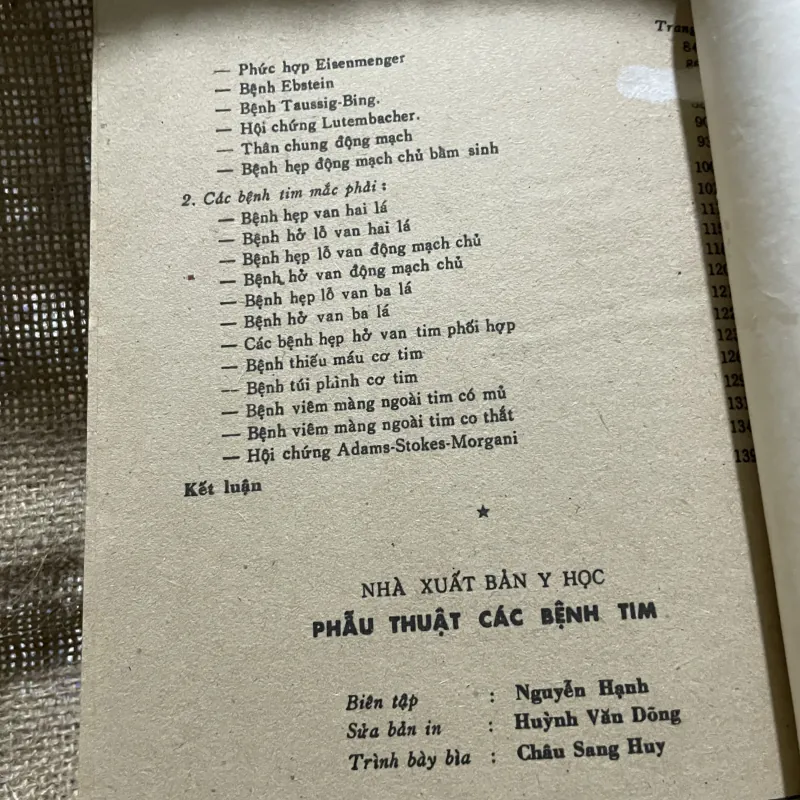 Trang
— Phức hợp Eisenmenger 84
— Bệnh Ebstein
— Bệnh Taussig-Bing.
— Hội chứng Lutembacher.
— Thân chung động mạch
— Bệnh hẹp động mạch chủ bằm sinh
2. Các bệnh tim mắc phải :
— Bệnh hẹp van hai lá
— Bệnh hở lỗ van hai lá
— Bệnh hẹp lỗ van động mạch chủ
— Bệnh hở van động mạch chủ
— Bệnh hẹp lỗ van ba lá
— Bệnh hở van ba lá
— Các bệnh hẹp hở van tim phối hợp
— Bệnh thiếu máu cơ tim
— Bệnh túi phình cơ tim
— Bệnh viêm màng ngoài tim có mủ
— Bệnh viêm màng ngoài tim co thắt
— Hội chứng Adams-Stokes-Morgani
Kết luận 139
★
NHÀ XUẤT BẢN Y HỌC
PHẪU THUẬT CÁC BỆNH TIM
Biên tập : Nguyễn Hạnh
Sửa bản in : Huỳnh Văn Dõng
Trình bày bìa : Châu Sang Huy